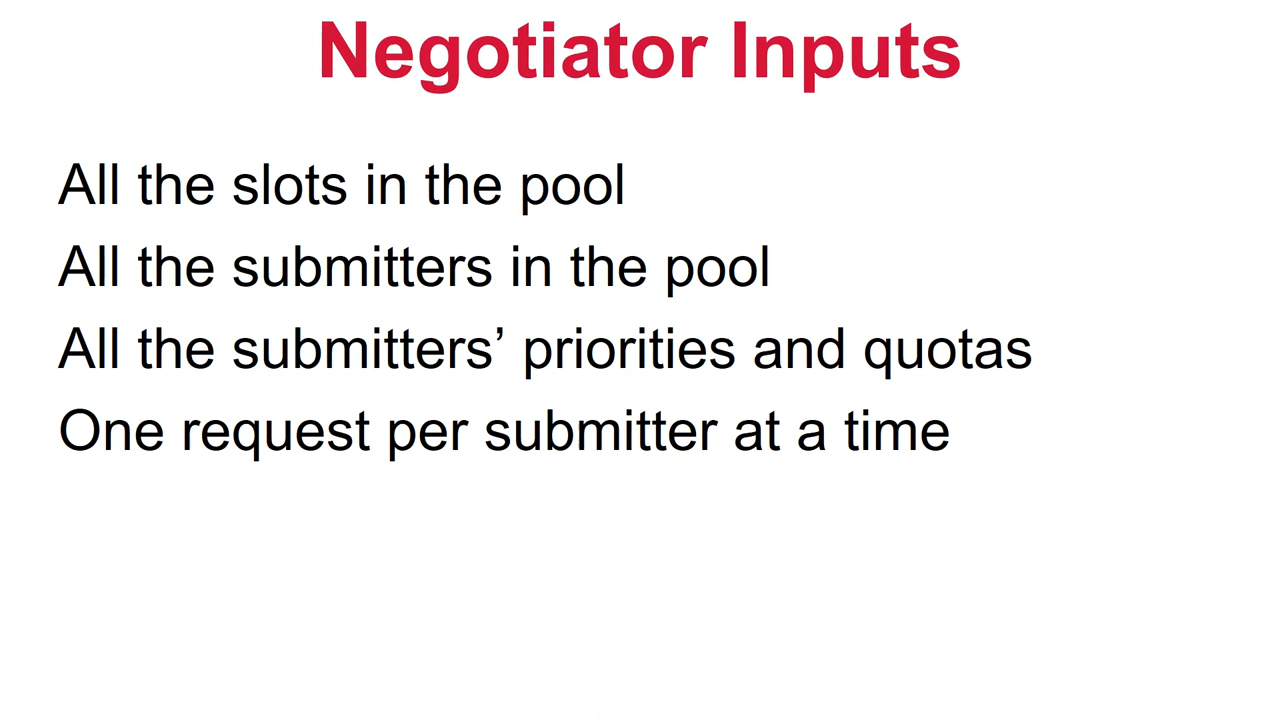 Negotiator Inputs
All the slots in the pool
All the submitters in the pool
All the submitters’ priorities and quotas
One request per submitter at a time